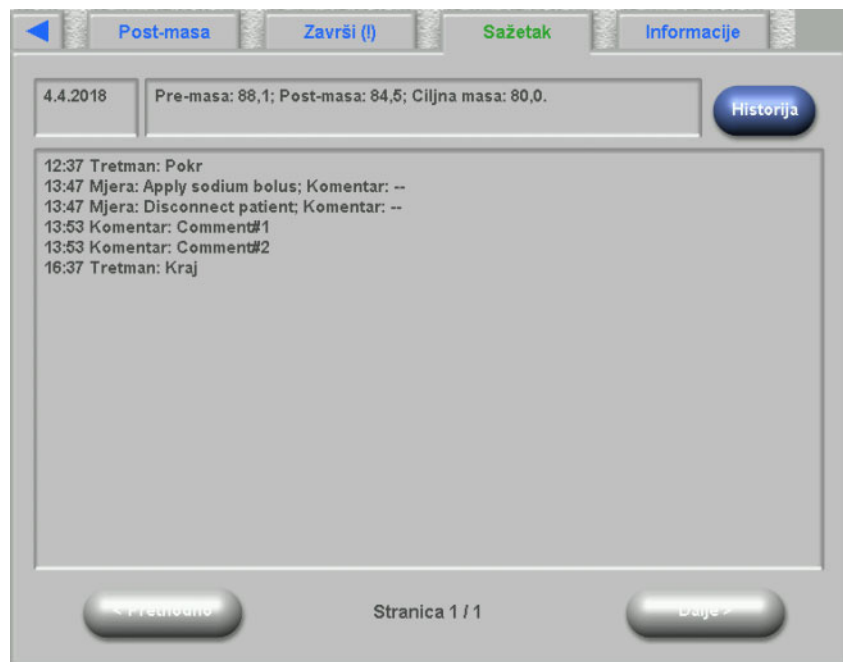 Post-masa
Završi (!)
Sažetak
Informacije
4.4.2018
Pre-masa: 88,1; Post-masa: 84,5; Ciljna masa: 80,0.
Historija
12:37 Tretman: Pokr
13:47 Mjera: Apply sodium bolus; Komentar: --
13:47 Mjera: Disconnect patient; Komentar: --
13:53 Komentar: Comment#1
13:53 Komentar: Comment#2
16:37 Tretman: Kraj
< Prethodno
Stranica 1 / 1
Dalje >